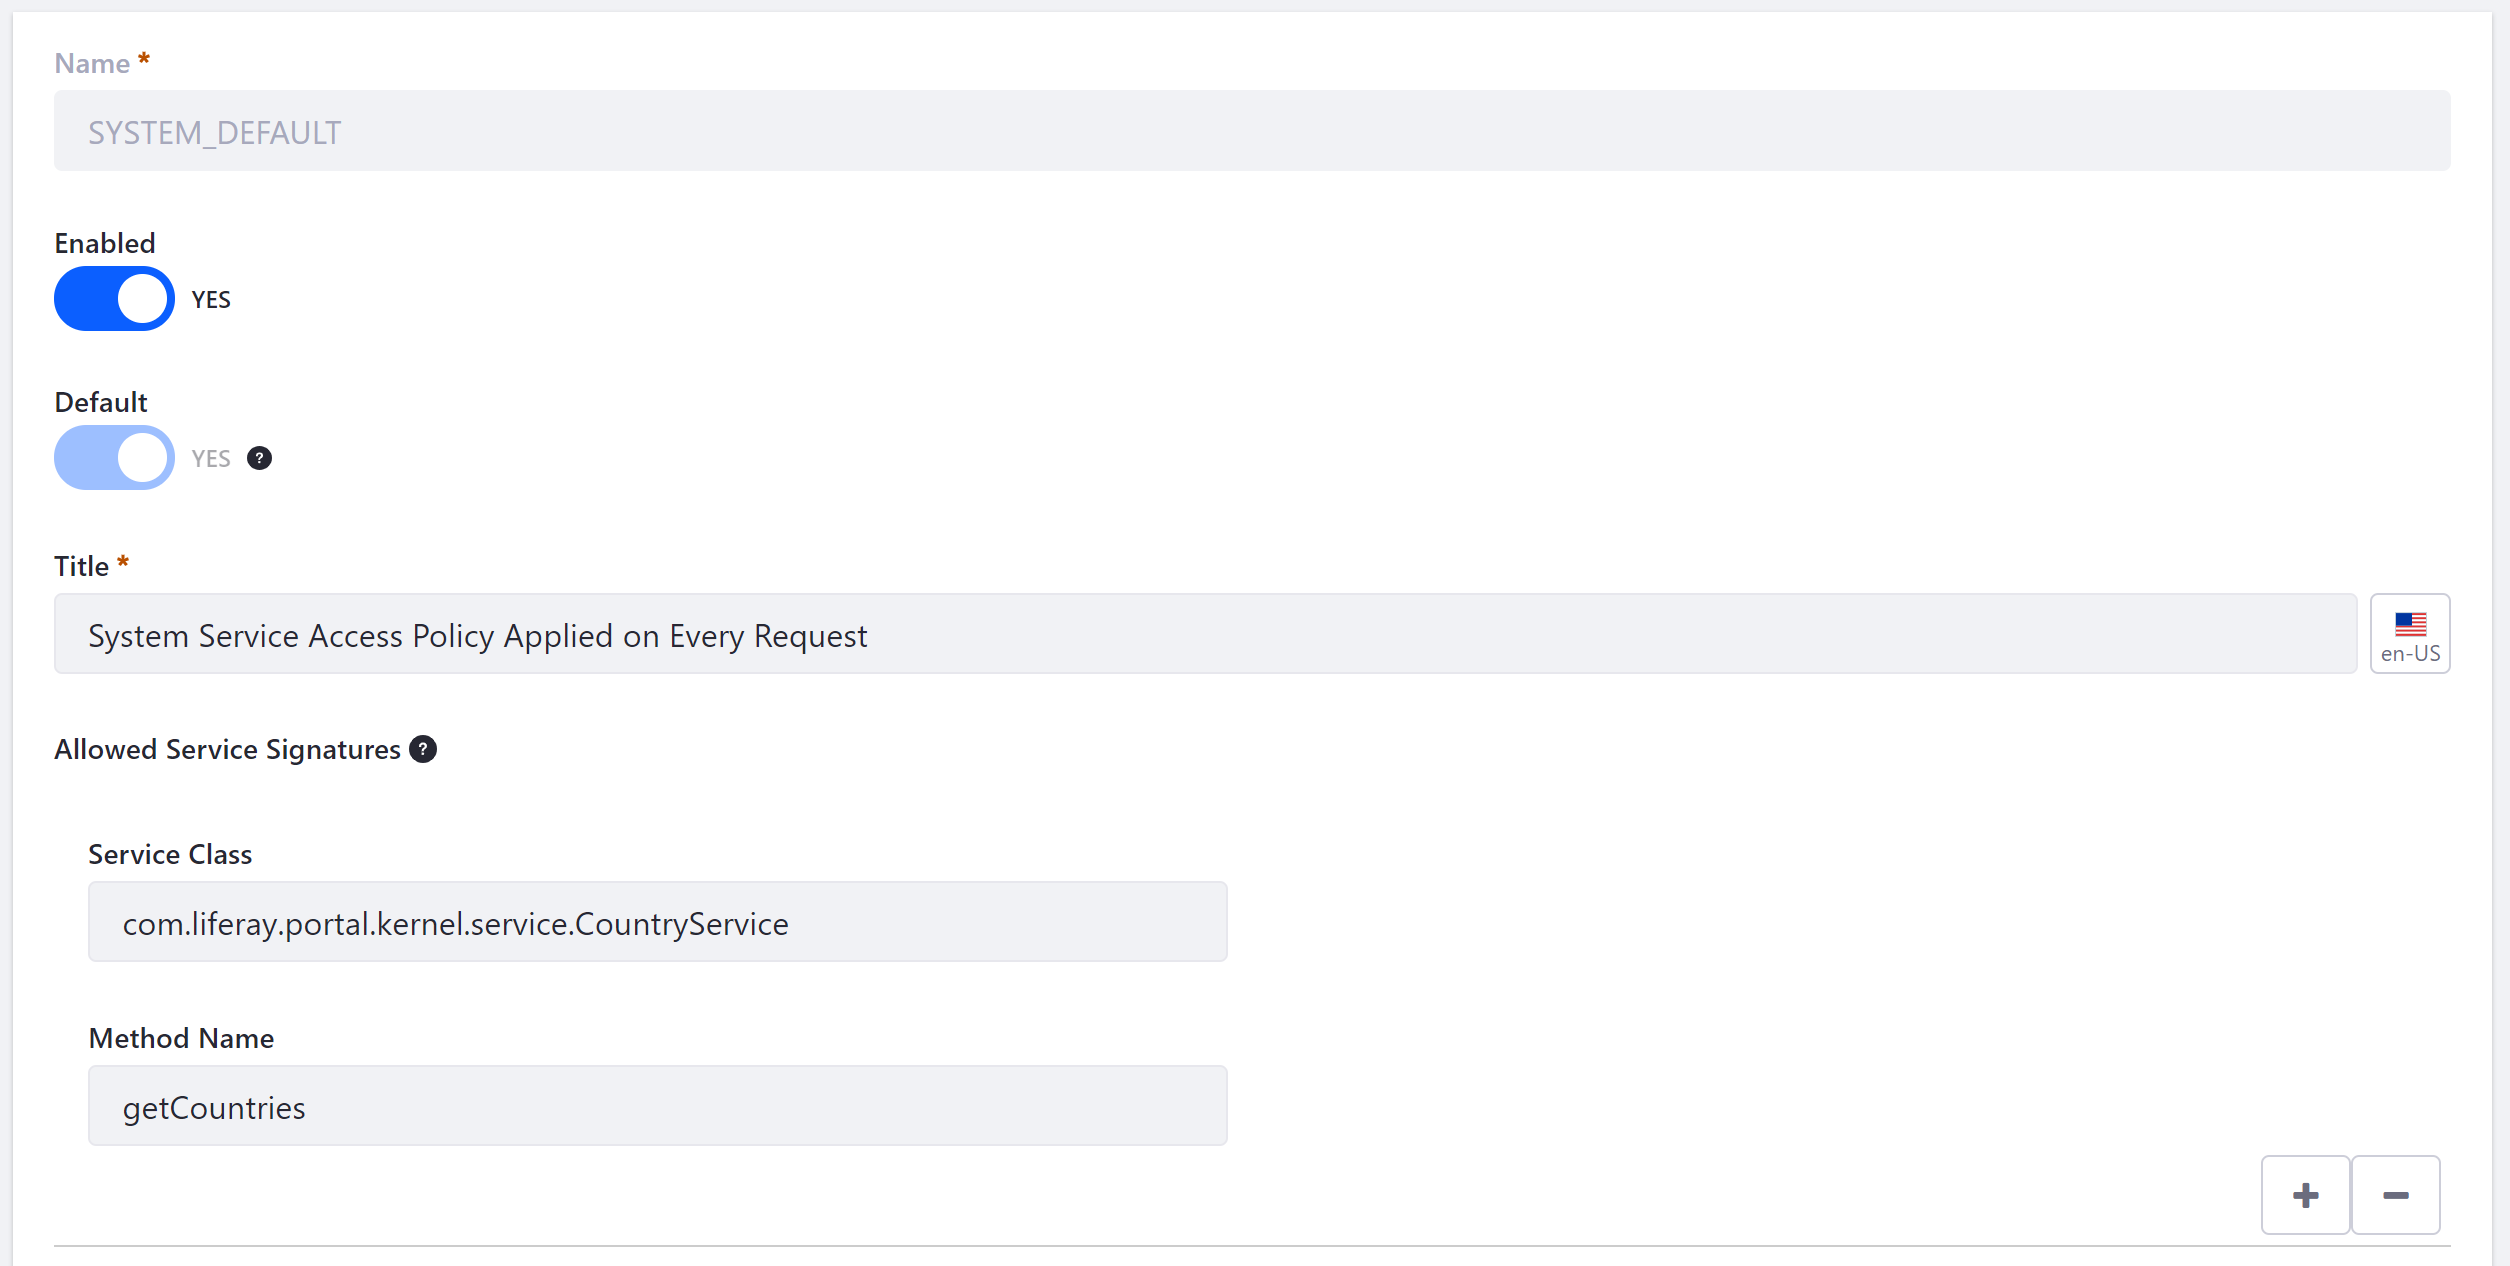 Name *
SYSTEM_DEFAULT
Enabled
YES
Default
YES ?
Title *
System Service Access Policy Applied on Every Request
en-US
Allowed Service Signatures ?
Service Class
com.liferay.portal.kernel.service.CountryService
Method Name
getCountries